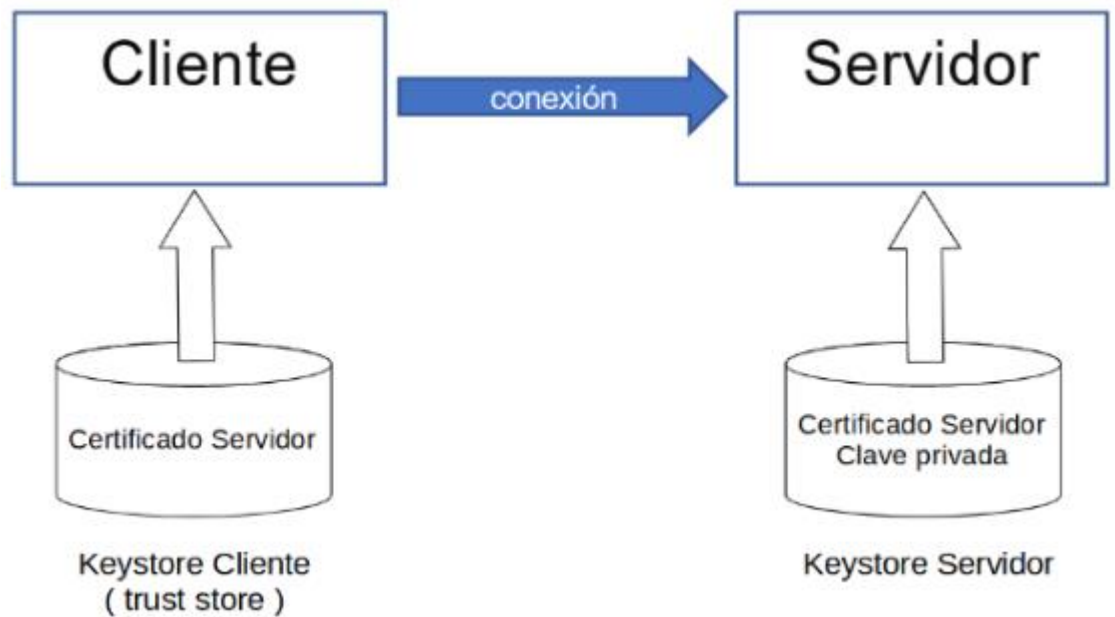 Cliente
conexión
Servidor
Certificado Servidor
Certificado Servidor
Clave privada
Keystore Cliente
( trust store )
Keystore Servidor